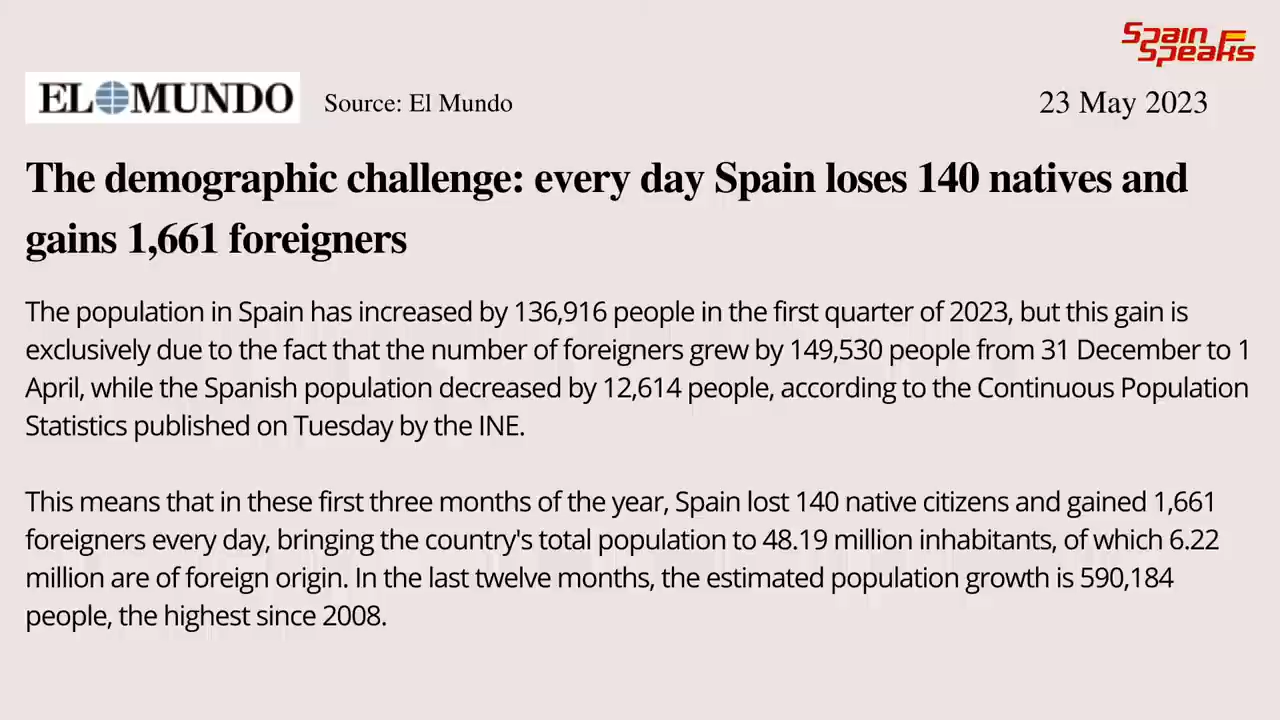 Spain
Speaks
EL MUNDO
Source: El Mundo
23 May 2023
The demographic challenge: every day Spain loses 140 natives and
gains 1,661 foreigners
The population in Spain has increased by 136,916 people in the first quarter of 2023, but this gain is
exclusively due to the fact that the number of foreigners grew by 149,530 people from 31 December to 1
April, while the Spanish population decreased by 12,614 people, according to the Continuous Population
Statistics published on Tuesday by the INE.
This means that in these first three months of the year, Spain lost 140 native citizens and gained 1,661
foreigners every day, bringing the country's total population to 48.19 million inhabitants, of which 6.22
million are of foreign origin. In the last twelve months, the estimated population growth is 590,184
people, the highest since 2008.